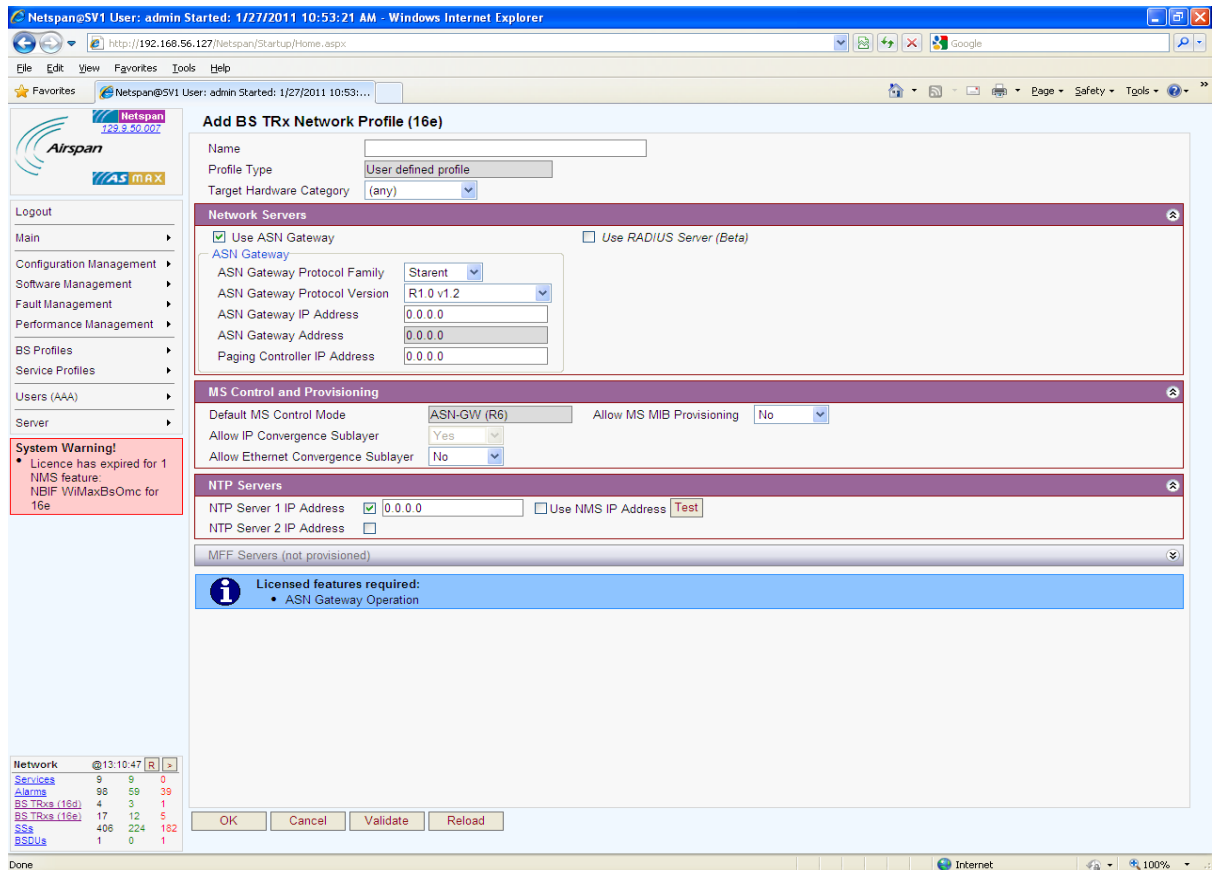 Netspan@SV1 User: admin Started: 1/27/2011 10:53:21 AM - Windows Internet Explorer
http://192.168.56.127/Netspan/Startup/Home.aspx
Google
File Edit View Favorites Tools Help
Favorites
Netspan@SV1 User: admin Started: 1/27/2011 10:53:...
Page Safety Tools
Netspan
129.9.50.007
Airspan
AS MAX
Logout
Main
Configuration Management
Software Management
Fault Management
Performance Management
BS Profiles
Service Profiles
Users (AAA)
Server
System Warning!
• Licence has expired for 1
NMS feature:
NBIF WiMaxBsOmc for
16e
Network @13:10:47 R >
Services 9 9 0
Alarms 98 59 39
BS TRxs (16d) 4 3 1
BS TRxs (16e) 17 12 5
SSs 406 224 182
BSDUs 1 0 1
Add BS TRx Network Profile (16e)
Name
Profile Type User defined profile
Target Hardware Category (any)
Network Servers
Use ASN Gateway Use RADIUS Server (Beta)
ASN Gateway
ASN Gateway Protocol Family Starent
ASN Gateway Protocol Version R1.0 v1.2
ASN Gateway IP Address 0.0.0.0
ASN Gateway Address 0.0.0.0
Paging Controller IP Address 0.0.0.0
MS Control and Provisioning
Default MS Control Mode ASN-GW (R6) Allow MS MIB Provisioning No
Allow IP Convergence Sublayer Yes
Allow Ethernet Convergence Sublayer No
NTP Servers
NTP Server 1 IP Address 0.0.0.0 Use NMS IP Address Test
NTP Server 2 IP Address
MFF Servers (not provisioned)
Licensed features required:
• ASN Gateway Operation
OK Cancel Validate Reload
Done Internet 100%